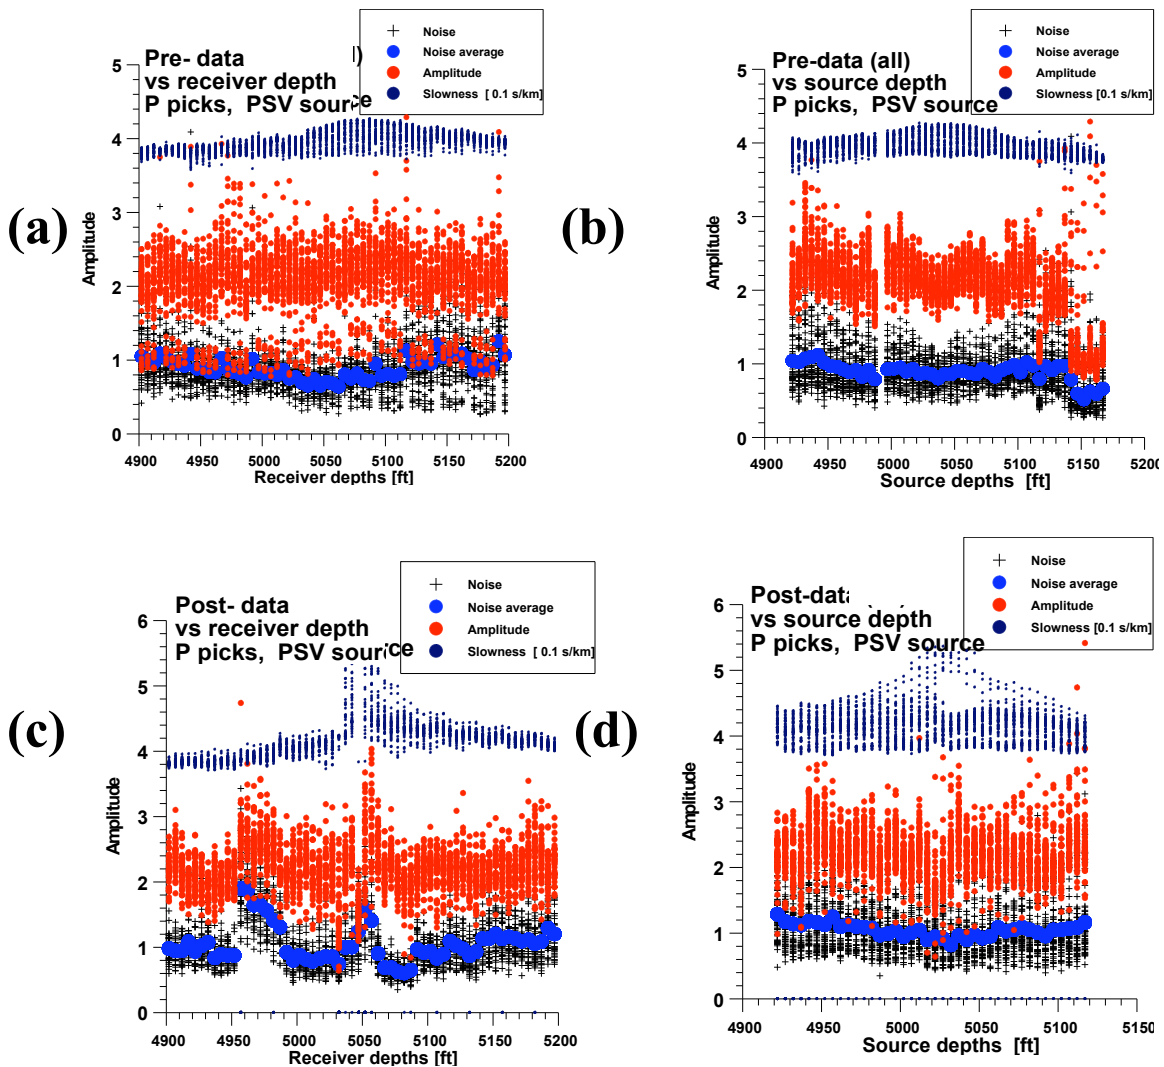 Noise
Noise average
Amplitude
Slowness [ 0.1 s/km]
Pre- data )
vs receiver depth
P picks, PSV source
5
4
3
2
1
0
Amplitude
4900 4950 5000 5050 5100 5150 5200
Receiver depths [ft]
(a)
Noise
Noise average
Amplitude
Slowness [0.1 s/km]
Pre-data (all)
vs source depth
P picks, PSV source
5
4
3
2
1
0
Amplitude
4900 4950 5000 5050 5100 5150 5200
Source depths [ft]
(b)
Noise
Noise average
Amplitude
Slowness [ 0.1 s/km]
Post- data
vs receiver depth
P picks, PSV source
6
5
4
3
2
1
0
Amplitude
4900 4950 5000 5050 5100 5150 5200
Receiver depths [ft]
(c)
Noise
Noise average
Amplitude
Slowness [0.1 s/km]
Post-data
vs source depth
P picks, PSV source
6
5
4
3
2
1
0
Amplitude
4900 4950 5000 5050 5100 5150
Source depths [ft]
(d)